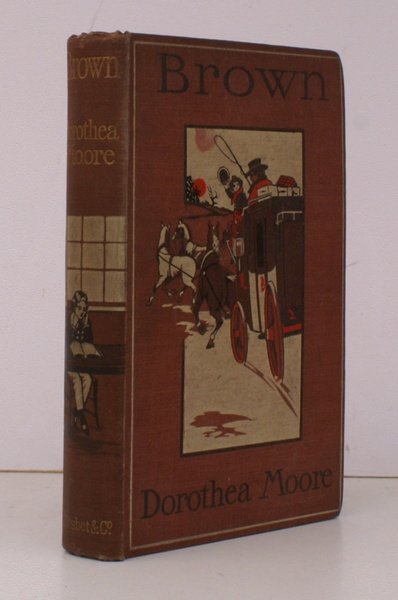 Brown
Dorothea Moore
Brown
Dorothea
Moore
Nisbet & Co